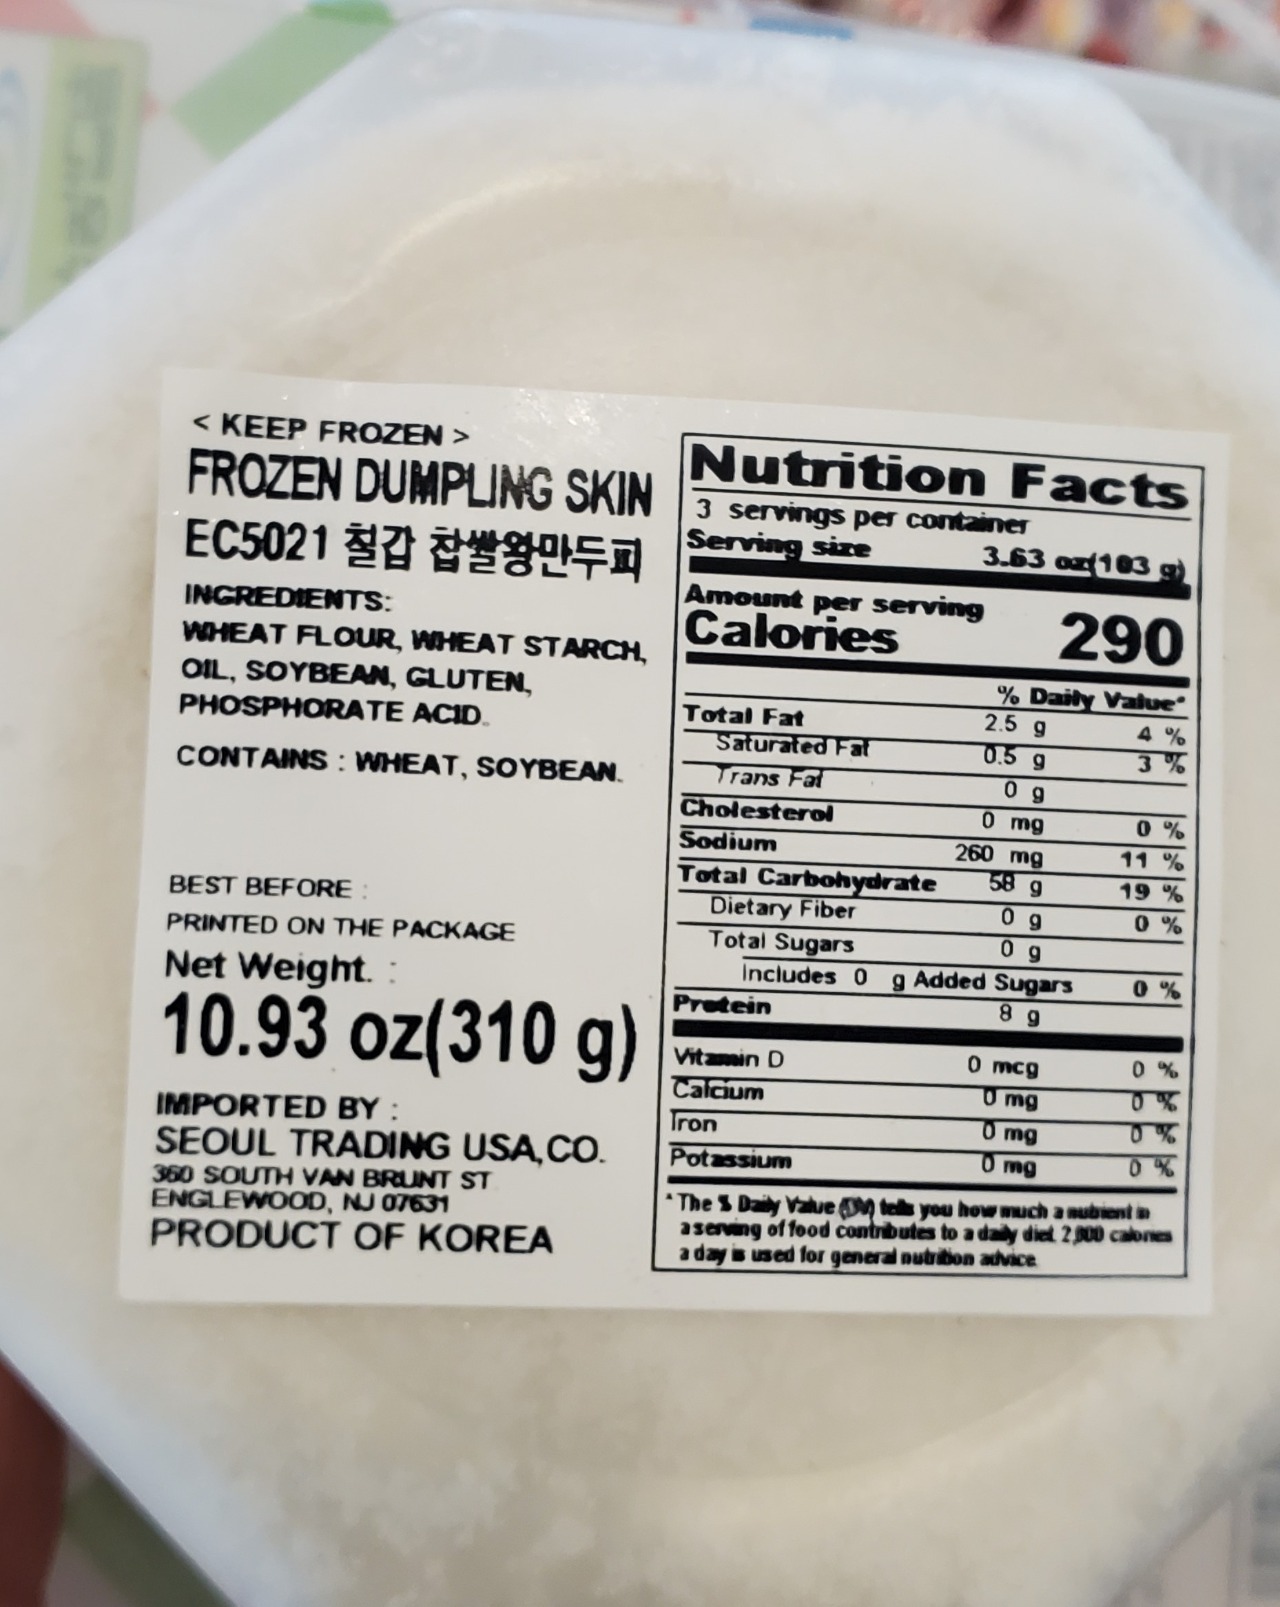 < KEEP FROZEN >
FROZEN DUMPLING SKIN
EC5021 칠갑 찹쌀왕만두피
INGREDIENTS:
WHEAT FLOUR, WHEAT STARCH,
OIL, SOYBEAN, GLUTEN,
PHOSPHORATE ACID.
CONTAINS : WHEAT, SOYBEAN.
BEST BEFORE :
PRINTED ON THE PACKAGE
Net Weight. :
10.93 oz(310 g)
IMPORTED BY :
SEOUL TRADING USA,CO.
360 SOUTH VAN BRUNT ST
ENGLEWOOD, NJ 07631
PRODUCT OF KOREA
Nutrition Facts
3 servings per container
Serving size 3.63 oz(103 g)
Amount per serving
Calories 290
% Daily Value*
Total Fat 2.5 g 4 %
Saturated Fat 0.5 g 3 %
Trans Fat 0 g
Cholesterol 0 mg 0 %
Sodium 260 mg 11 %
Total Carbohydrate 58 g 19 %
Dietary Fiber 0 g 0 %
Total Sugars 0 g
Includes 0 g Added Sugars 0 %
Protein 8 g
Vitamin D 0 mcg 0 %
Calcium 0 mg 0 %
Iron 0 mg 0 %
Potassium 0 mg 0 %
* The % Daily Value (DV) tells you how much a nutrient in
a serving of food contributes to a daily diet. 2,000 calories
a day is used for general nutrition advice.